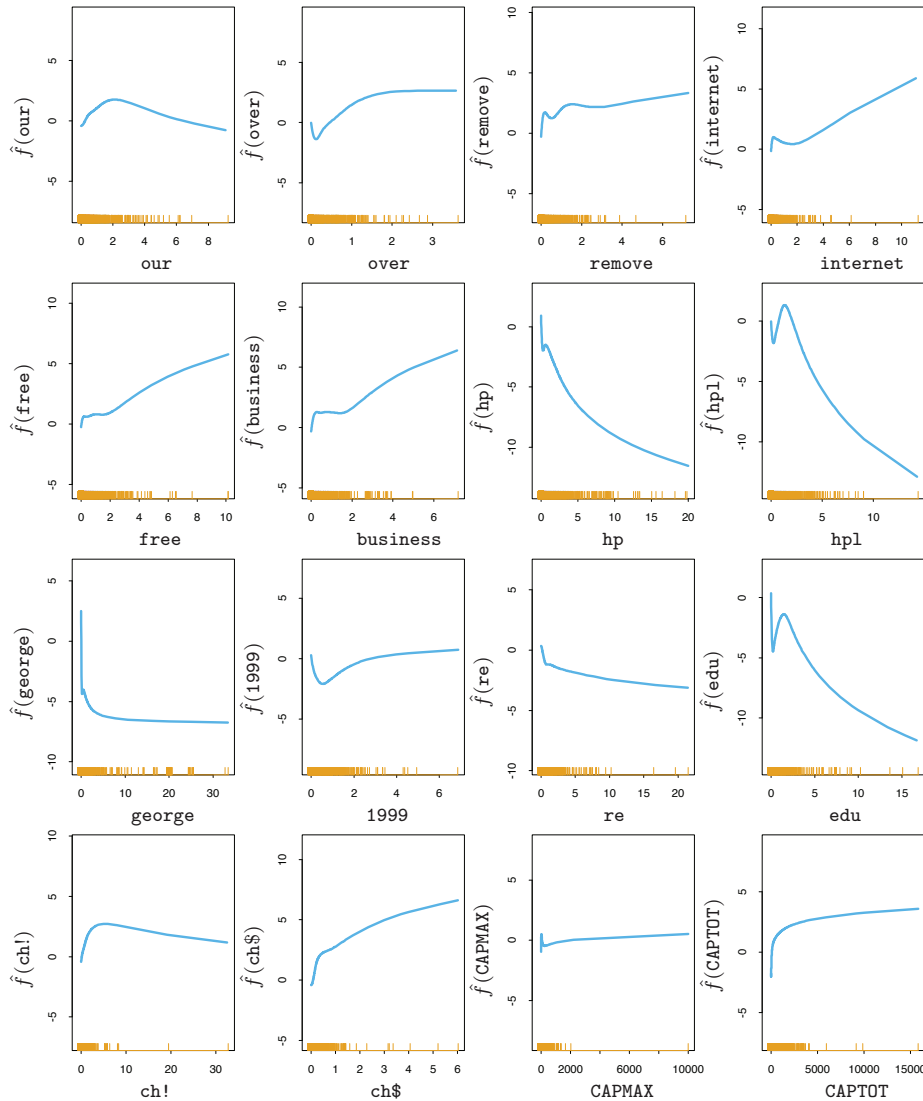 5
0
-5
f̂(our)
0 2 4 6 8
our
5
0
-5
f̂(over)
0 1 2 3
over
10
5
0
-5
f̂(remove)
0 2 4 6
remove
10
5
0
-5
f̂(internet)
0 2 4 6 8 10
internet
10
5
0
-5
f̂(free)
0 2 4 6 8 10
free
10
5
0
-5
f̂(business)
0 2 4 6
business
0
-5
-10
f̂(hp)
0 5 10 15 20
hp
0
-5
-10
f̂(hpl)
0 5 10
hpl
5
0
-5
-10
f̂(george)
0 10 20 30
george
5
0
-5
f̂(1999)
0 2 4 6
1999
5
0
-5
-10
f̂(re)
0 5 10 15 20
re
0
-5
-10
f̂(edu)
0 5 10 15
edu
10
5
0
-5
f̂(ch!)
0 10 20 30
ch!
10
5
0
-5
f̂(ch$)
0 1 2 3 4 5 6
ch$
5
0
-5
f̂(CAPMAX)
0 2000 6000 10000
CAPMAX
5
0
-5
f̂(CAPTOT)
0 5000 10000 15000
CAPTOT